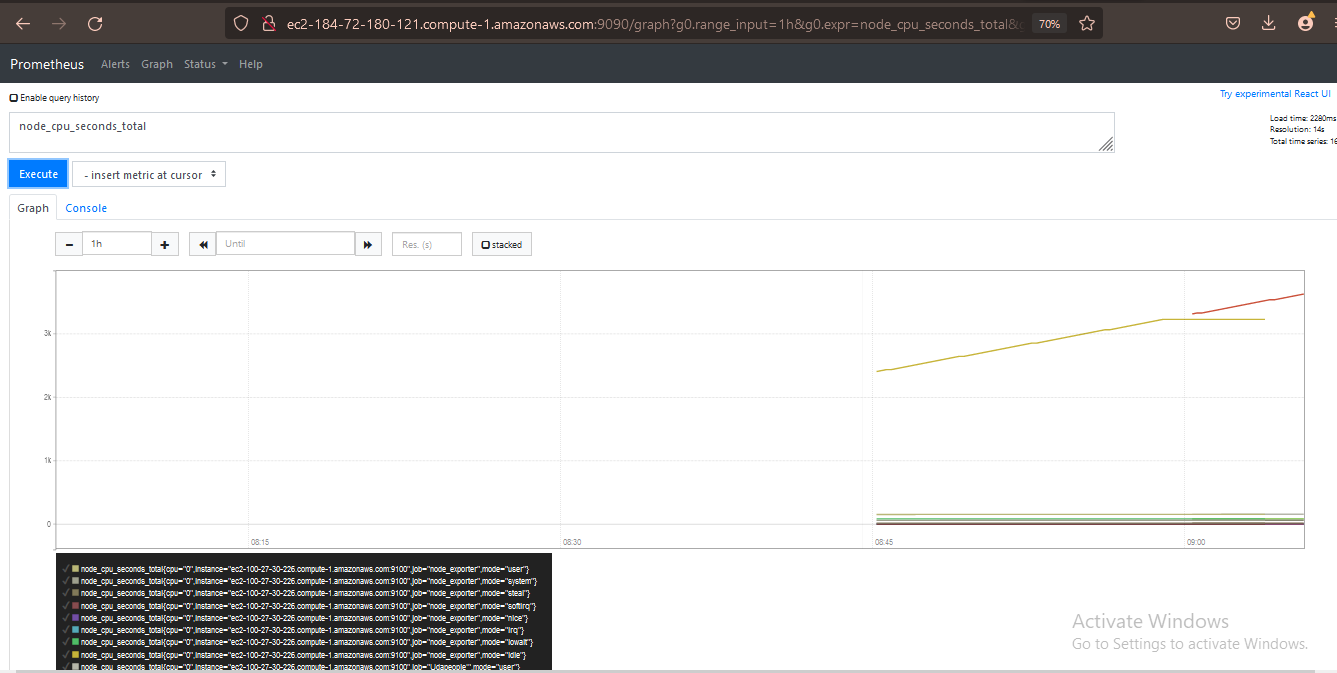 ec2-184-72-180-121.compute-1.amazonaws.com:9090/graph?g0.range_input=1h&g0.expr=node_cpu_seconds_total& 70%
Prometheus Alerts Graph Status Help
Enable query history
Try experimental React UI
node_cpu_seconds_total
Load time: 2280ms
Resolution: 14s
Total time series: 16
Execute - insert metric at cursor
Graph Console
1h Until Res. (s) stacked
3k
2k
1k
0
08:15 08:30 08:45 09:00
node_cpu_seconds_total{cpu="0",instance="ec2-100-27-30-226.compute-1.amazonaws.com:9100",job="node_exporter",mode="user"}
node_cpu_seconds_total{cpu="0",instance="ec2-100-27-30-226.compute-1.amazonaws.com:9100",job="node_exporter",mode="system"}
node_cpu_seconds_total{cpu="0",instance="ec2-100-27-30-226.compute-1.amazonaws.com:9100",job="node_exporter",mode="steal"}
node_cpu_seconds_total{cpu="0",instance="ec2-100-27-30-226.compute-1.amazonaws.com:9100",job="node_exporter",mode="softirq"}
node_cpu_seconds_total{cpu="0",instance="ec2-100-27-30-226.compute-1.amazonaws.com:9100",job="node_exporter",mode="nice"}
node_cpu_seconds_total{cpu="0",instance="ec2-100-27-30-226.compute-1.amazonaws.com:9100",job="node_exporter",mode="irq"}
node_cpu_seconds_total{cpu="0",instance="ec2-100-27-30-226.compute-1.amazonaws.com:9100",job="node_exporter",mode="iowait"}
node_cpu_seconds_total{cpu="0",instance="ec2-100-27-30-226.compute-1.amazonaws.com:9100",job="node_exporter",mode="idle"}
node_cpu_seconds_total{cpu="0",instance="ec2-100-27-30-226.compute-1.amazonaws.com:9100",job="Udapeople'",mode="user"}
Activate Windows
Go to Settings to activate Windows.